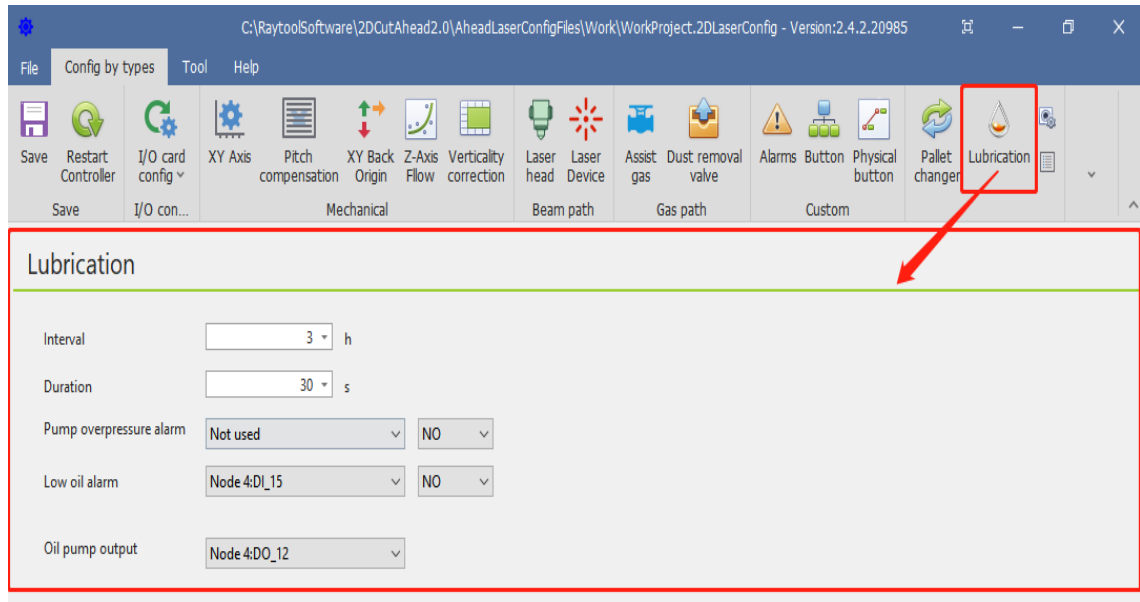 C:\RaytoolSoftware\2DCutAhead2.0\AheadLaserConfigFiles\Work\WorkProject.2DLaserConfig - Version:2.4.2.20985
File Config by types Tool Help
Save Restart Controller I/O card config XY Axis Pitch compensation XY Back Origin Z-Axis Fllow Verticality correction Laser head Laser Device Assist gas Dust removal valve Alarms Button Physical button Pallet changer Lubrication
Save I/O con... Mechanical Beam path Gas path Custom
Lubrication
Interval 3 h
Duration 30 s
Pump overpressure alarm Not used NO
Low oil alarm Node 4:DI_15 NO
Oil pump output Node 4:DO_12